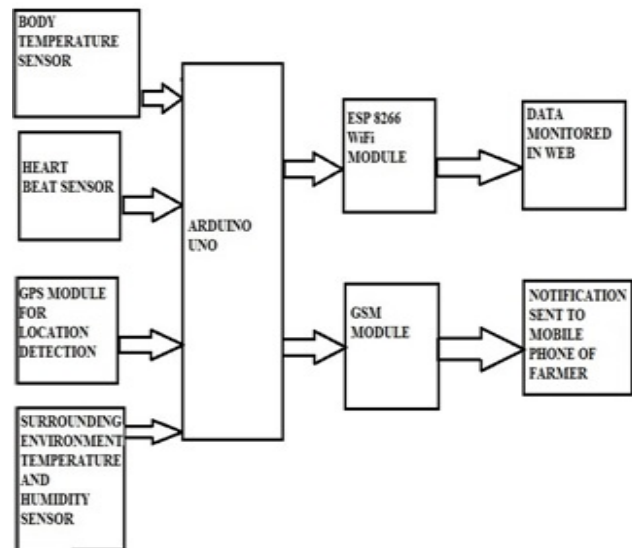 BODY
TEMPERATURE
SENSOR
HEART
BEAT SENSOR
GPS MODULE
FOR
LOCATION
DETECTION
SURROUNDING
ENVIRONMENT
TEMPERATURE
AND
HUMIDITY
SENSOR
ARDUINO
UNO
ESP 8266
WiFi
MODULE
GSM
MODULE
DATA
MONITORED
IN WEB
NOTIFICATION
SENT TO
MOBILE
PHONE OF
FARMER